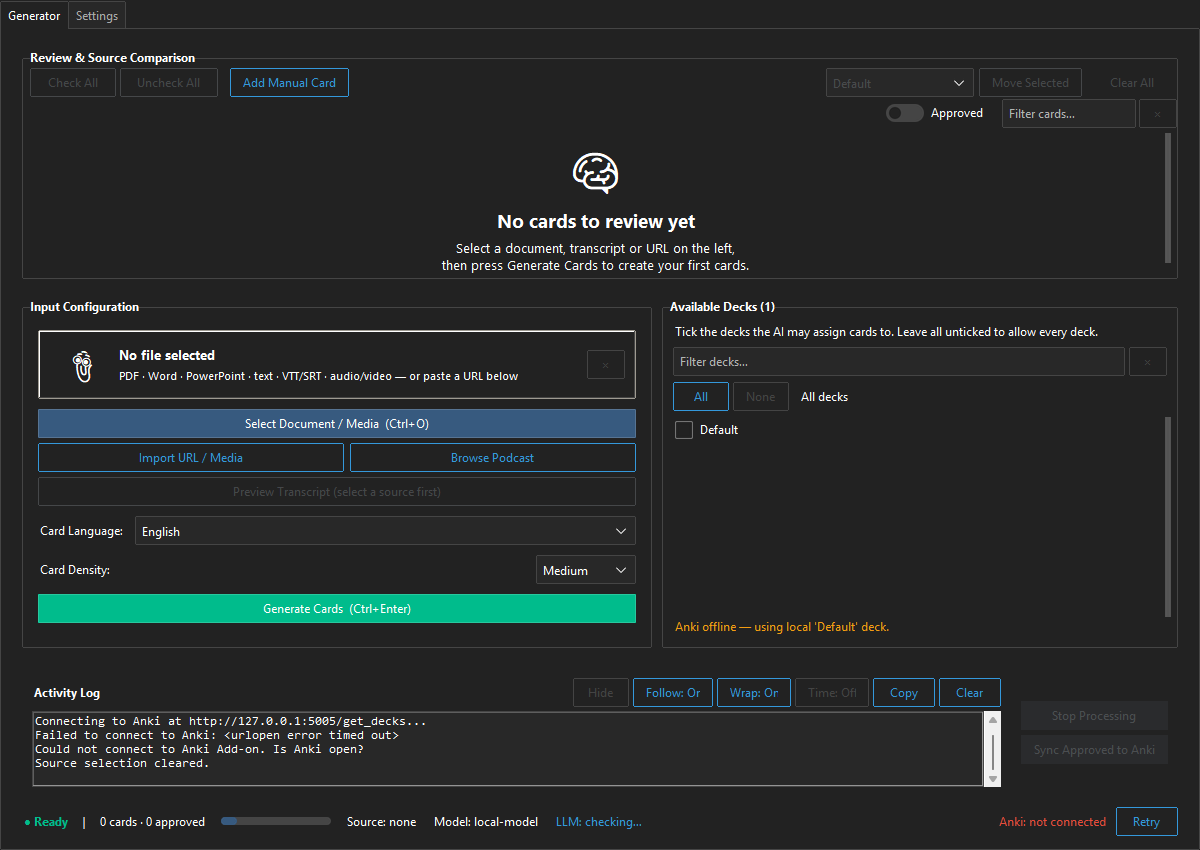 Generator Settings
Review & Source Comparison
Check All Uncheck All Add Manual Card Default Move Selected Clear All
Approved Filter cards... ×
No cards to review yet
Select a document, transcript or URL on the left,
then press Generate Cards to create your first cards.
Input Configuration
No file selected
PDF · Word · PowerPoint · text · VTT/SRT · audio/video — or paste a URL below
×
Select Document / Media (Ctrl+O)
Import URL / Media Browse Podcast
Preview Transcript (select a source first)
Card Language: English
Card Density: Medium
Generate Cards (Ctrl+Enter)
Available Decks (1)
Tick the decks the AI may assign cards to. Leave all unticked to allow every deck.
Filter decks... ×
All None All decks
Default
Anki offline — using local 'Default' deck.
Activity Log Hide Follow: Or Wrap: Or Time: Off Copy Clear
Connecting to Anki at http://127.0.0.1:5005/get_decks...
Failed to connect to Anki: <urlopen error timed out>
Could not connect to Anki Add-on. Is Anki open?
Source selection cleared.
Stop Processing
Sync Approved to Anki
Ready | 0 cards · 0 approved Source: none Model: local-model LLM: checking... Anki: not connected Retry